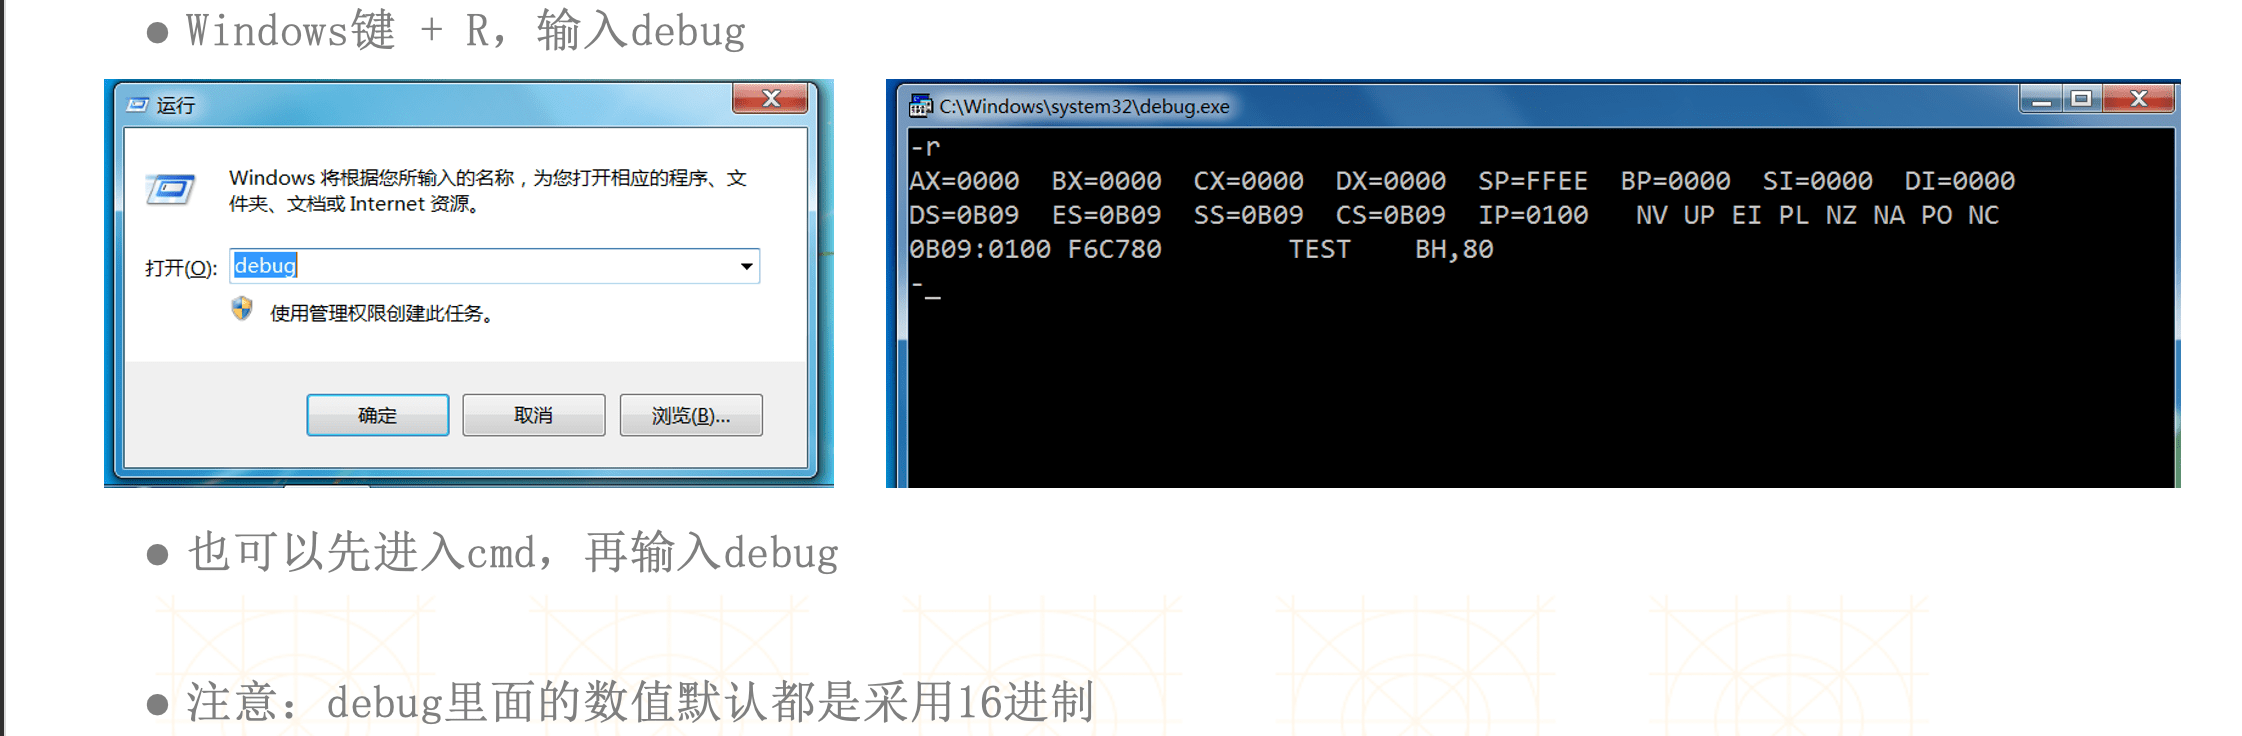 ● Windows键 + R，输入debug
运行
Windows 将根据您所输入的名称，为您打开相应的程序、文
件夹、文档或 Internet 资源。
打开(O): debug
使用管理权限创建此任务。
确定 取消 浏览(B)...
C:\Windows\system32\debug.exe
-r
AX=0000  BX=0000  CX=0000  DX=0000  SP=FFEE  BP=0000  SI=0000  DI=0000
DS=0B09  ES=0B09  SS=0B09  CS=0B09  IP=0100   NV UP EI PL NZ NA PO NC
0B09:0100 F6C780        TEST    BH,80
-_
● 也可以先进入cmd，再输入debug
● 注意：debug里面的数值默认都是采用16进制